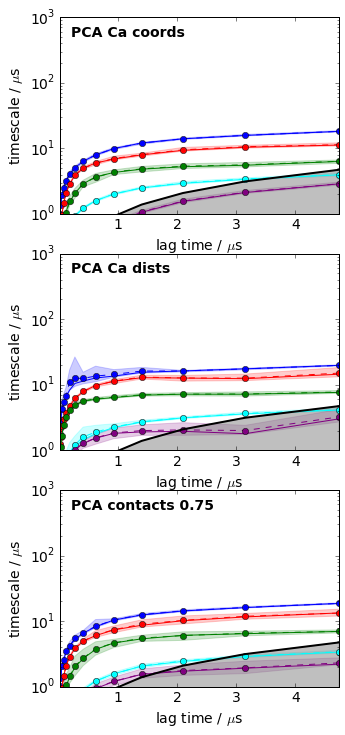 10³
PCA Ca coords
10²
timescale / μs
10¹
10⁰
1 2 3 4
lag time / μs
10³
PCA Ca dists
10²
timescale / μs
10¹
10⁰
1 2 3 4
lag time / μs
10³
PCA contacts 0.75
10²
timescale / μs
10¹
10⁰
1 2 3 4
lag time / μs